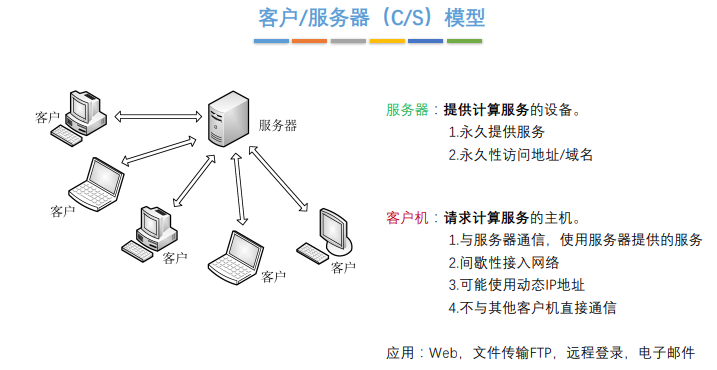 客户/服务器（C/S）模型
客户
服务器
客户
客户
客户
客户
服务器：提供计算服务的设备。
1.永久提供服务
2.永久性访问地址/域名
客户机：请求计算服务的主机。
1.与服务器通信，使用服务器提供的服务
2.间歇性接入网络
3.可能使用动态IP地址
4.不与其他客户机直接通信
应用：Web，文件传输FTP，远程登录，电子邮件